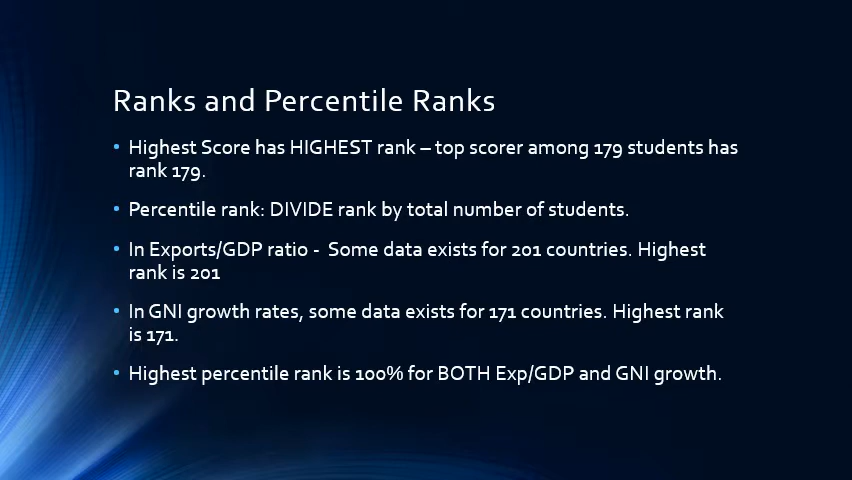 Ranks and Percentile Ranks
• Highest Score has HIGHEST rank – top scorer among 179 students has
rank 179.
• Percentile rank: DIVIDE rank by total number of students.
• In Exports/GDP ratio -  Some data exists for 201 countries. Highest
rank is 201
• In GNI growth rates, some data exists for 171 countries. Highest rank
is 171.
• Highest percentile rank is 100% for BOTH Exp/GDP and GNI growth.